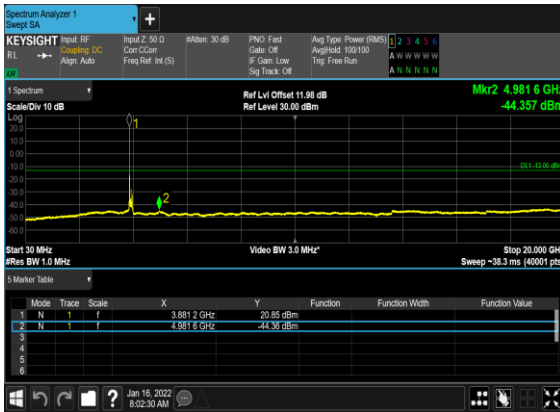 Spectrum Analyzer 1
Swept SA
KEYSIGHT Input: RF Input Z: 50 Ω #Atten: 30 dB PNO: Fast Avg Type: Power (RMS) 1 2 3 4 5 6
RL Coupling: DC Corr CCorr Gate: Off Avg|Hold: 100/100 A W W W W W
Align: Auto Freq Ref: Int (S) IF Gain: Low Trig: Free Run
Sig Track: Off A N N N N N
1 Spectrum Ref Lvl Offset 11.98 dB Mkr2 4.981 6 GHz
Scale/Div 10 dB Ref Level 30.00 dBm -44.357 dBm
Log
20.0
10.0
0.00
-10.0
-20.0
-30.0
-40.0
-50.0
-60.0
1
DL1 -13.00 dBm
2
Start 30 MHz Video BW 3.0 MHz* Stop 20.000 GHz
#Res BW 1.0 MHz Sweep ~38.3 ms (40001 pts)
5 Marker Table
Mode Trace Scale X Y Function Function Width Function Value
1 N 1 f 3.881 2 GHz 20.85 dBm
2 N 1 f 4.981 6 GHz -44.36 dBm
3
4
5
6
? Jan 16, 2022
8:02:30 AM